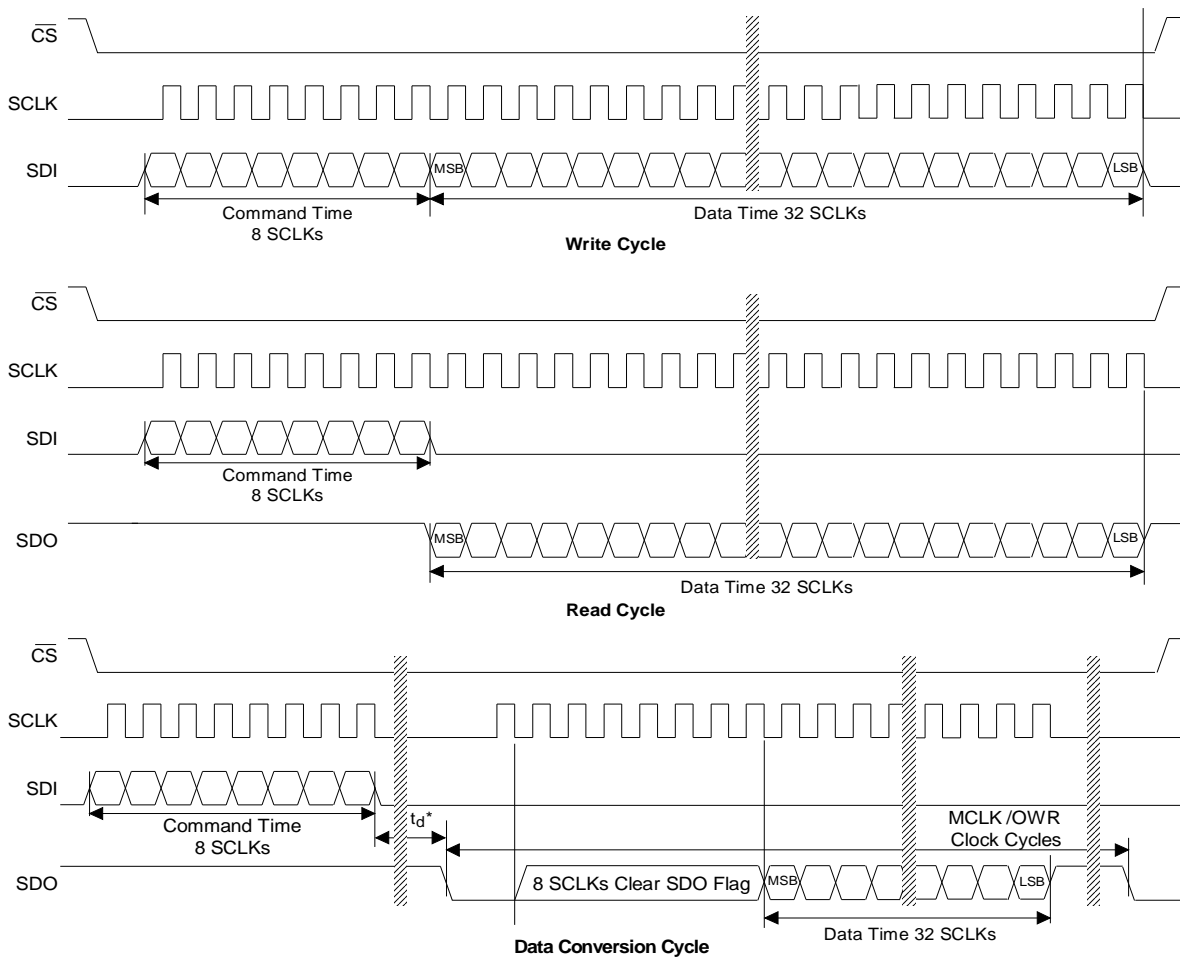 CS
SCLK
SDI
MSB
LSB
Command Time
8 SCLKs
Data Time 32 SCLKs
Write Cycle
CS
SCLK
SDI
Command Time
8 SCLKs
SDO
MSB
LSB
Data Time 32 SCLKs
Read Cycle
CS
SCLK
SDI
Command Time
8 SCLKs
td*
MCLK /OWR
Clock Cycles
SDO
8 SCLKs Clear SDO Flag
MSB
LSB
Data Time 32 SCLKs
Data Conversion Cycle